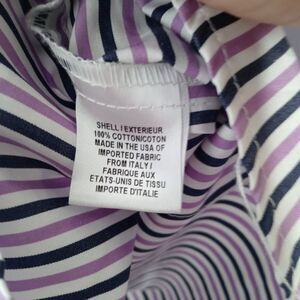 SHELL / EXTERIEUR
100% COTTON/COTON
MADE IN THE USA OF
IMPORTED FABRIC
FROM ITALY /
FABRIQUE AUX
ETATS-UNIS DE TISSU
IMPORTE D'ITALIE